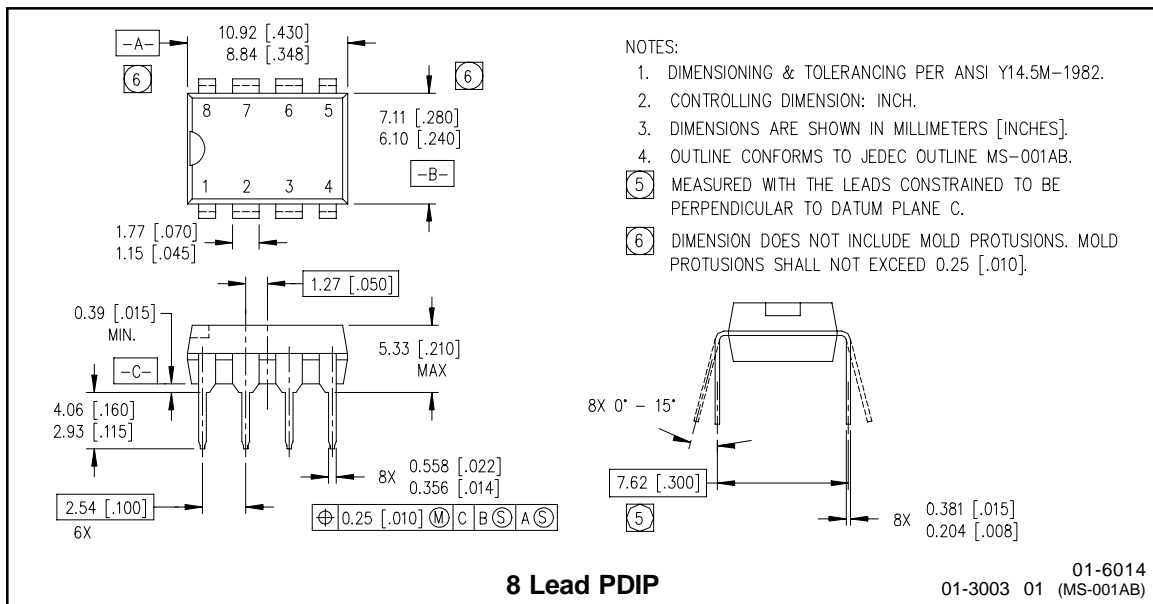 -A-
10.92 [.430]
8.84 [.348]
6
6
8 7 6 5
1 2 3 4
7.11 [.280]
6.10 [.240]
-B-
1.77 [.070]
1.15 [.045]
1.27 [.050]
0.39 [.015]
MIN.
-C-
5.33 [.210]
MAX
4.06 [.160]
2.93 [.115]
8X 0.558 [.022]
0.356 [.014]
2.54 [.100]
6X
⌖ 0.25 [.010] Ⓜ C B Ⓢ A Ⓢ
NOTES:
1. DIMENSIONING & TOLERANCING PER ANSI Y14.5M-1982.
2. CONTROLLING DIMENSION: INCH.
3. DIMENSIONS ARE SHOWN IN MILLIMETERS [INCHES].
4. OUTLINE CONFORMS TO JEDEC OUTLINE MS-001AB.
5 MEASURED WITH THE LEADS CONSTRAINED TO BE
PERPENDICULAR TO DATUM PLANE C.
6 DIMENSION DOES NOT INCLUDE MOLD PROTUSIONS. MOLD
PROTUSIONS SHALL NOT EXCEED 0.25 [.010].
8X 0° - 15°
7.62 [.300]
5
8X 0.381 [.015]
0.204 [.008]
8 Lead PDIP
01-6014
01-3003 01 (MS-001AB)